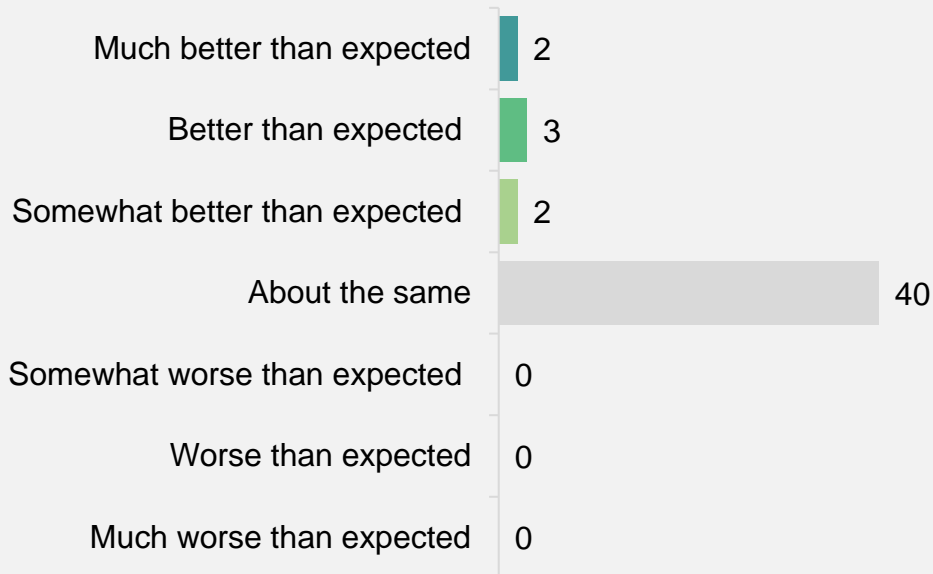 Much better than expected 2
Better than expected 3
Somewhat better than expected 2
About the same 40
Somewhat worse than expected 0
Worse than expected 0
Much worse than expected 0